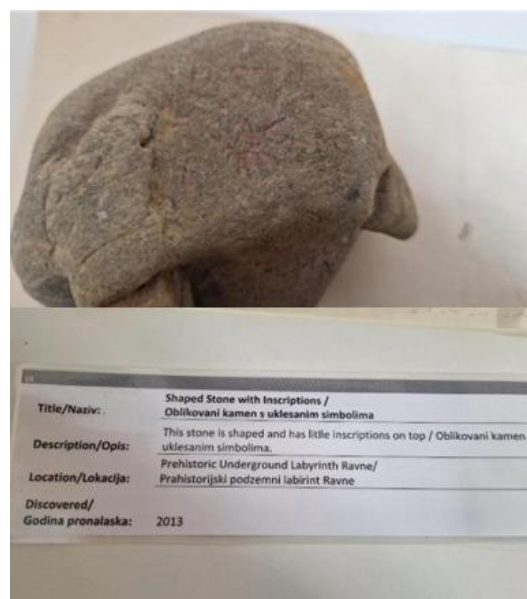 Title/Naziv:
Shaped Stone with Inscriptions /
Oblikovani kamen s uklesanim simbolima
Description/Opis:
This stone is shaped and has little inscriptions on top / Oblikovani kamen
uklesanim simbolima.
Location/Lokacija:
Prehistoric Underground Labyrinth Ravne/
Prahistorijski podzemni labirint Ravne
Discovered/
Godina pronalaska: 2013